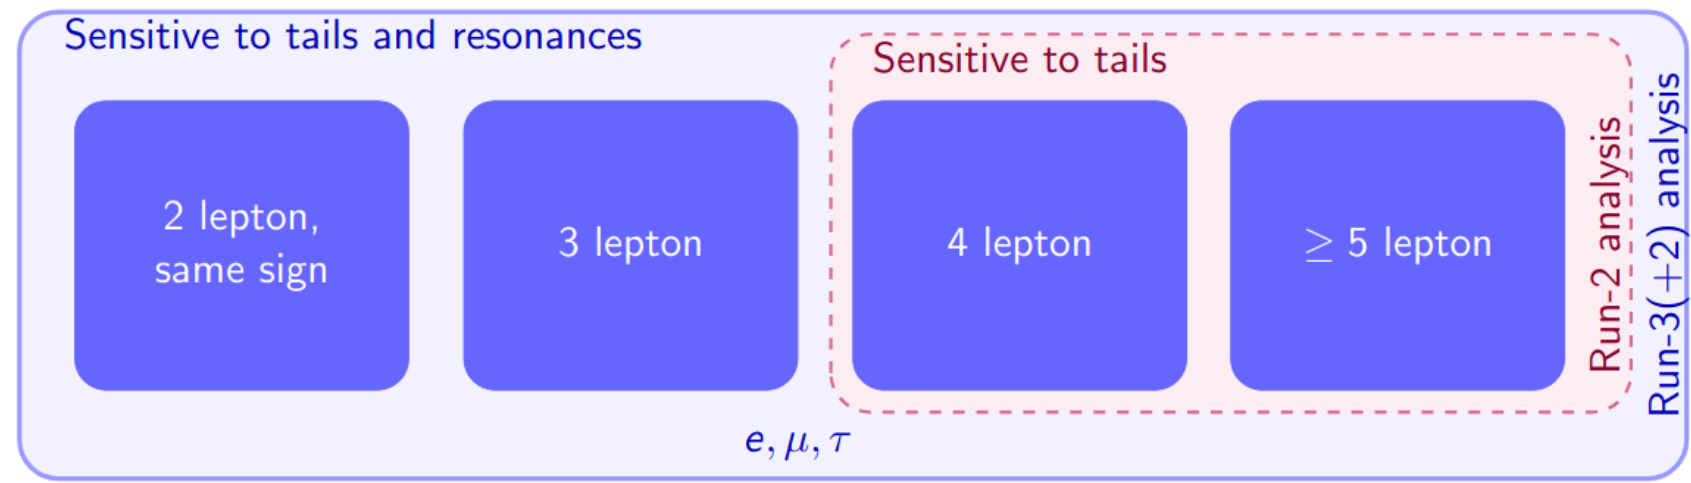 Sensitive to tails and resonances
Sensitive to tails
2 lepton,
same sign
3 lepton
4 lepton
≥ 5 lepton
Run-2 analysis
Run-3(+2) analysis
e, μ, τ